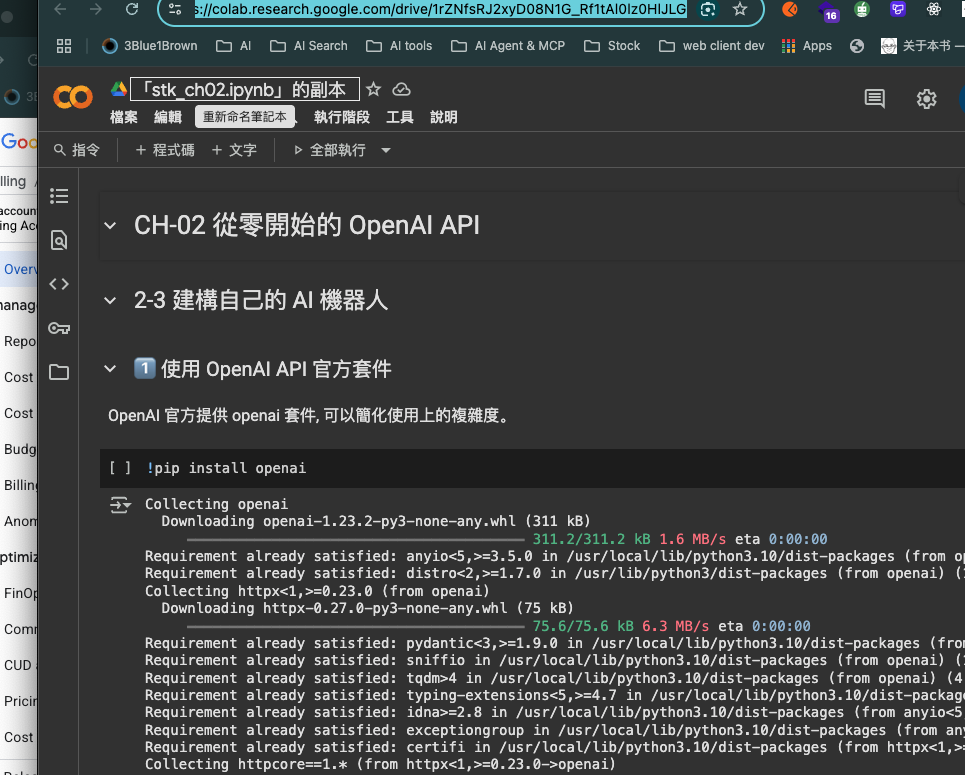 s://colab.research.google.com/drive/1rZNfsRJ2xyD08N1G_Rf1tAl0Iz0HIJLG
16
3Blue1Brown AI AI Search AI tools AI Agent & MCP Stock web client dev Apps 关于本书 —
「stk_ch02.ipynb」的副本
檔案 編輯 執行階段 工具 說明
重新命名筆記本
指令 + 程式碼 + 文字 全部執行
CH-02 從零開始的 OpenAI API
2-3 建構自己的 AI 機器人
1 使用 OpenAI API 官方套件
OpenAI 官方提供 openai 套件, 可以簡化使用上的複雜度。
[ ] !pip install openai
Collecting openai
Downloading openai-1.23.2-py3-none-any.whl (311 kB)
311.2/311.2 kB 1.6 MB/s eta 0:00:00
Requirement already satisfied: anyio<5,>=3.5.0 in /usr/local/lib/python3.10/dist-packages (from op
Requirement already satisfied: distro<2,>=1.7.0 in /usr/lib/python3/dist-packages (from openai) (
Collecting httpx<1,>=0.23.0 (from openai)
Downloading httpx-0.27.0-py3-none-any.whl (75 kB)
75.6/75.6 kB 6.3 MB/s eta 0:00:00
Requirement already satisfied: pydantic<3,>=1.9.0 in /usr/local/lib/python3.10/dist-packages (from
Requirement already satisfied: sniffio in /usr/local/lib/python3.10/dist-packages (from openai) (
Requirement already satisfied: tqdm>4 in /usr/local/lib/python3.10/dist-packages (from openai) (4
Requirement already satisfied: typing-extensions<5,>=4.7 in /usr/local/lib/python3.10/dist-package
Requirement already satisfied: idna>=2.8 in /usr/local/lib/python3.10/dist-packages (from anyio<5
Requirement already satisfied: exceptiongroup in /usr/local/lib/python3.10/dist-packages (from any
Requirement already satisfied: certifi in /usr/local/lib/python3.10/dist-packages (from httpx<1,>=
Collecting httpcore==1.* (from httpx<1,>=0.23.0->openai)
3B
Goo
lling
accoun
ing Acc
Overv
manag
Repo
Cost
Cost
Budg
Billing
Anom
ptimiz
FinOp
Comm
CUD
Pricin
Cost